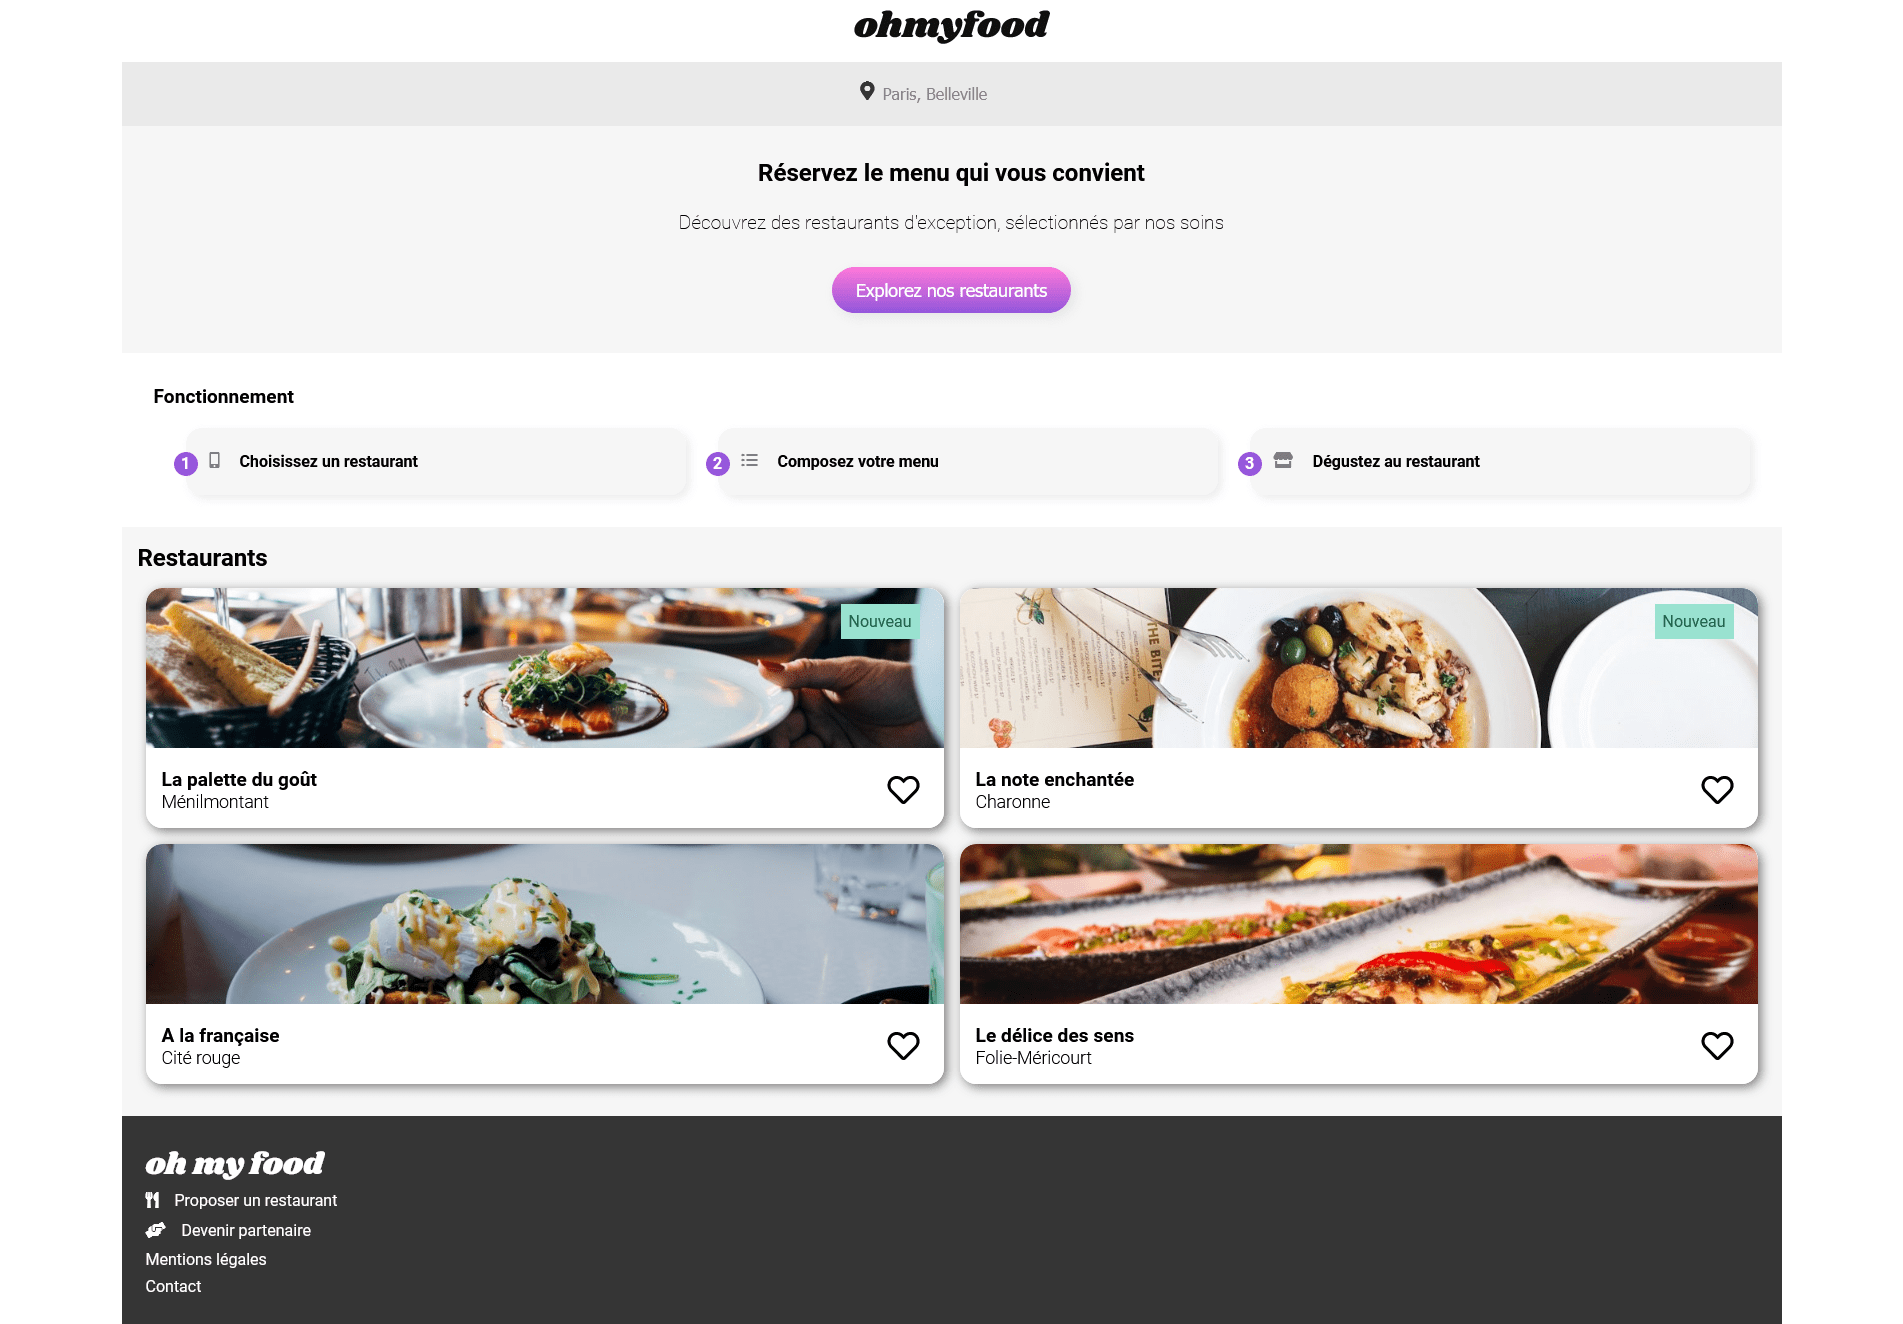 ohmyfood
Paris, Belleville
Réservez le menu qui vous convient
Découvrez des restaurants d'exception, sélectionnés par nos soins
Explorez nos restaurants
Fonctionnement
1 Choisissez un restaurant
2 Composez votre menu
3 Dégustez au restaurant
Restaurants
Nouveau
THE BITE
La palette du goût
Ménilmontant
Nouveau
La note enchantée
Charonne
A la française
Cité rouge
Le délice des sens
Folie-Méricourt
oh my food
Proposer un restaurant
Devenir partenaire
Mentions légales
Contact